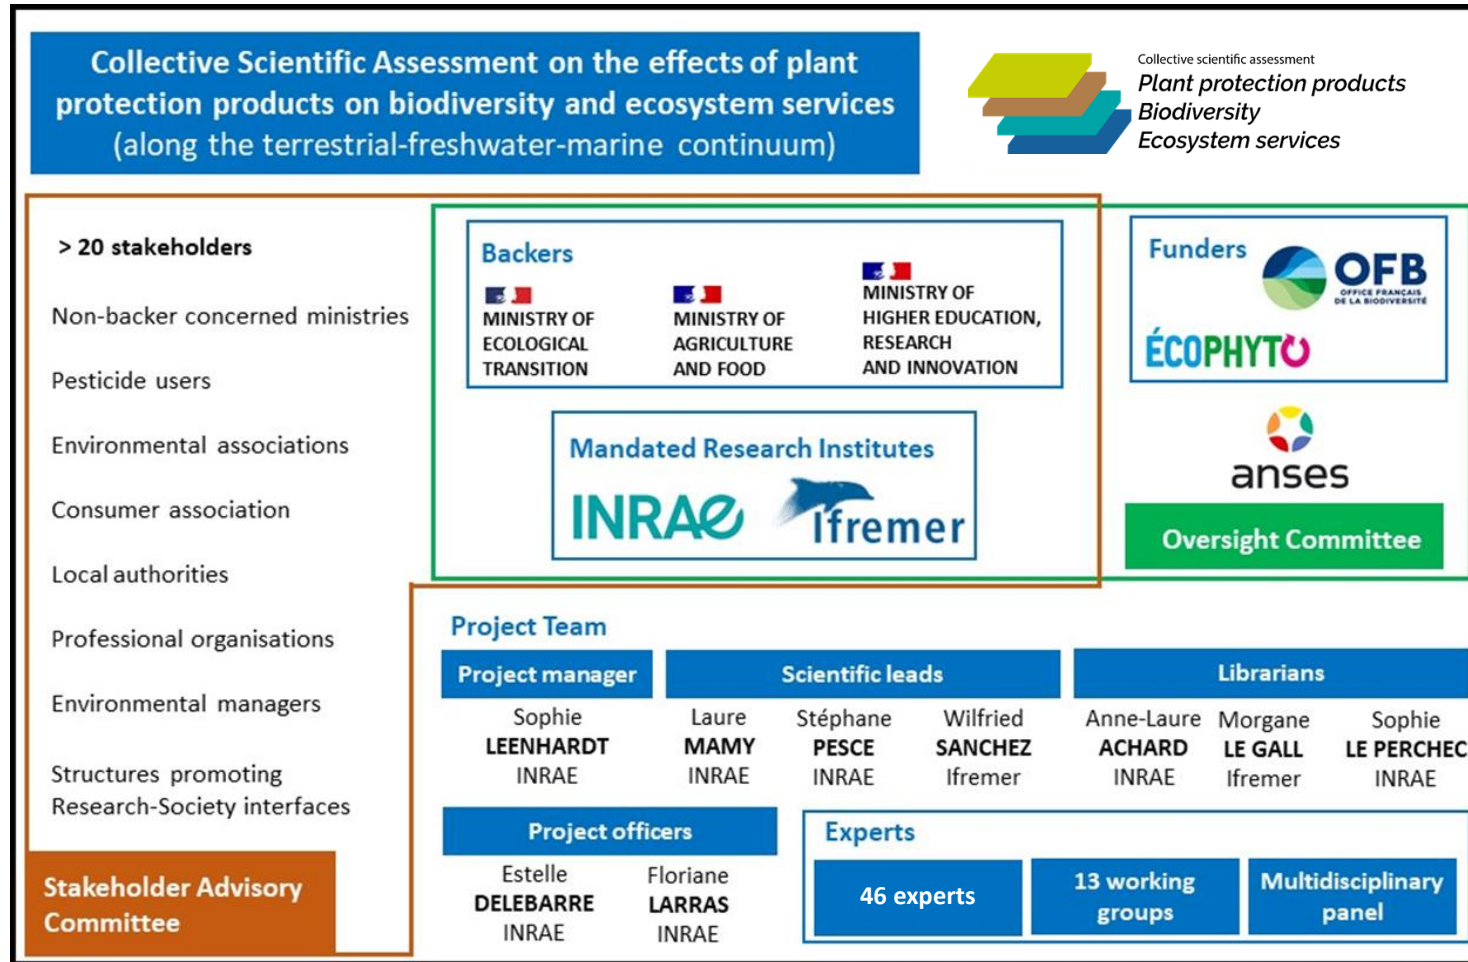 Collective Scientific Assessment on the effects of plant
protection products on biodiversity and ecosystem services
(along the terrestrial-freshwater-marine continuum)
Collective scientific assessment
Plant protection products
Biodiversity
Ecosystem services
> 20 stakeholders
Non-backer concerned ministries
Pesticide users
Environmental associations
Consumer association
Local authorities
Professional organisations
Environmental managers
Structures promoting
Research-Society interfaces
Stakeholder Advisory
Committee
Backers
MINISTRY OF
ECOLOGICAL
TRANSITION
MINISTRY OF
AGRICULTURE
AND FOOD
MINISTRY OF
HIGHER EDUCATION,
RESEARCH
AND INNOVATION
Mandated Research Institutes
INRAE
Ifremer
Funders
OFB
OFFICE FRANÇAIS
DE LA BIODIVERSITÉ
ÉCOPHYTO
anses
Oversight Committee
Project Team
Project manager
Sophie
LEENHARDT
INRAE
Scientific leads
Laure
MAMY
INRAE
Stéphane
PESCE
INRAE
Wilfried
SANCHEZ
Ifremer
Librarians
Anne-Laure
ACHARD
INRAE
Morgane
LE GALL
Ifremer
Sophie
LE PERCHEC
INRAE
Project officers
Estelle
DELEBARRE
INRAE
Floriane
LARRAS
INRAE
Experts
46 experts
13 working
groups
Multidisciplinary
panel